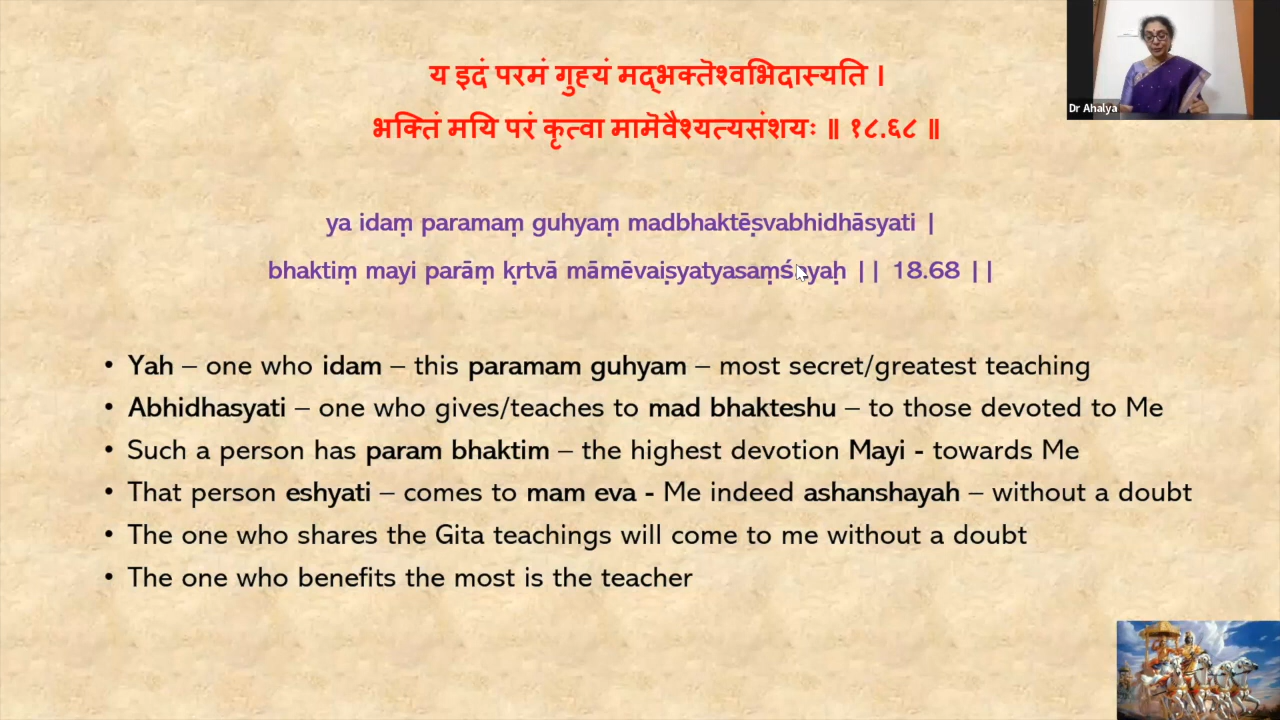 य इदं परमं गुह्यं मद्भक्तॆश्वभिदास्यति ।
भक्तिं मयि परं कृत्वा मामॆवैश्यत्यसंशयः ॥ १८.६८ ॥
ya idaṃ paramaṃ guhyaṃ madbhaktēṣvabhidhāsyati |
bhaktiṃ mayi parāṃ kṛtvā māmēvaiṣyatyasaṃśayaḥ || 18.68 ||
• Yah – one who idam – this paramam guhyam – most secret/greatest teaching
• Abhidhasyati – one who gives/teaches to mad bhakteshu – to those devoted to Me
• Such a person has param bhaktim – the highest devotion Mayi - towards Me
• That person eshyati – comes to mam eva - Me indeed ashanshayah – without a doubt
• The one who shares the Gita teachings will come to me without a doubt
• The one who benefits the most is the teacher
Dr Ahalya